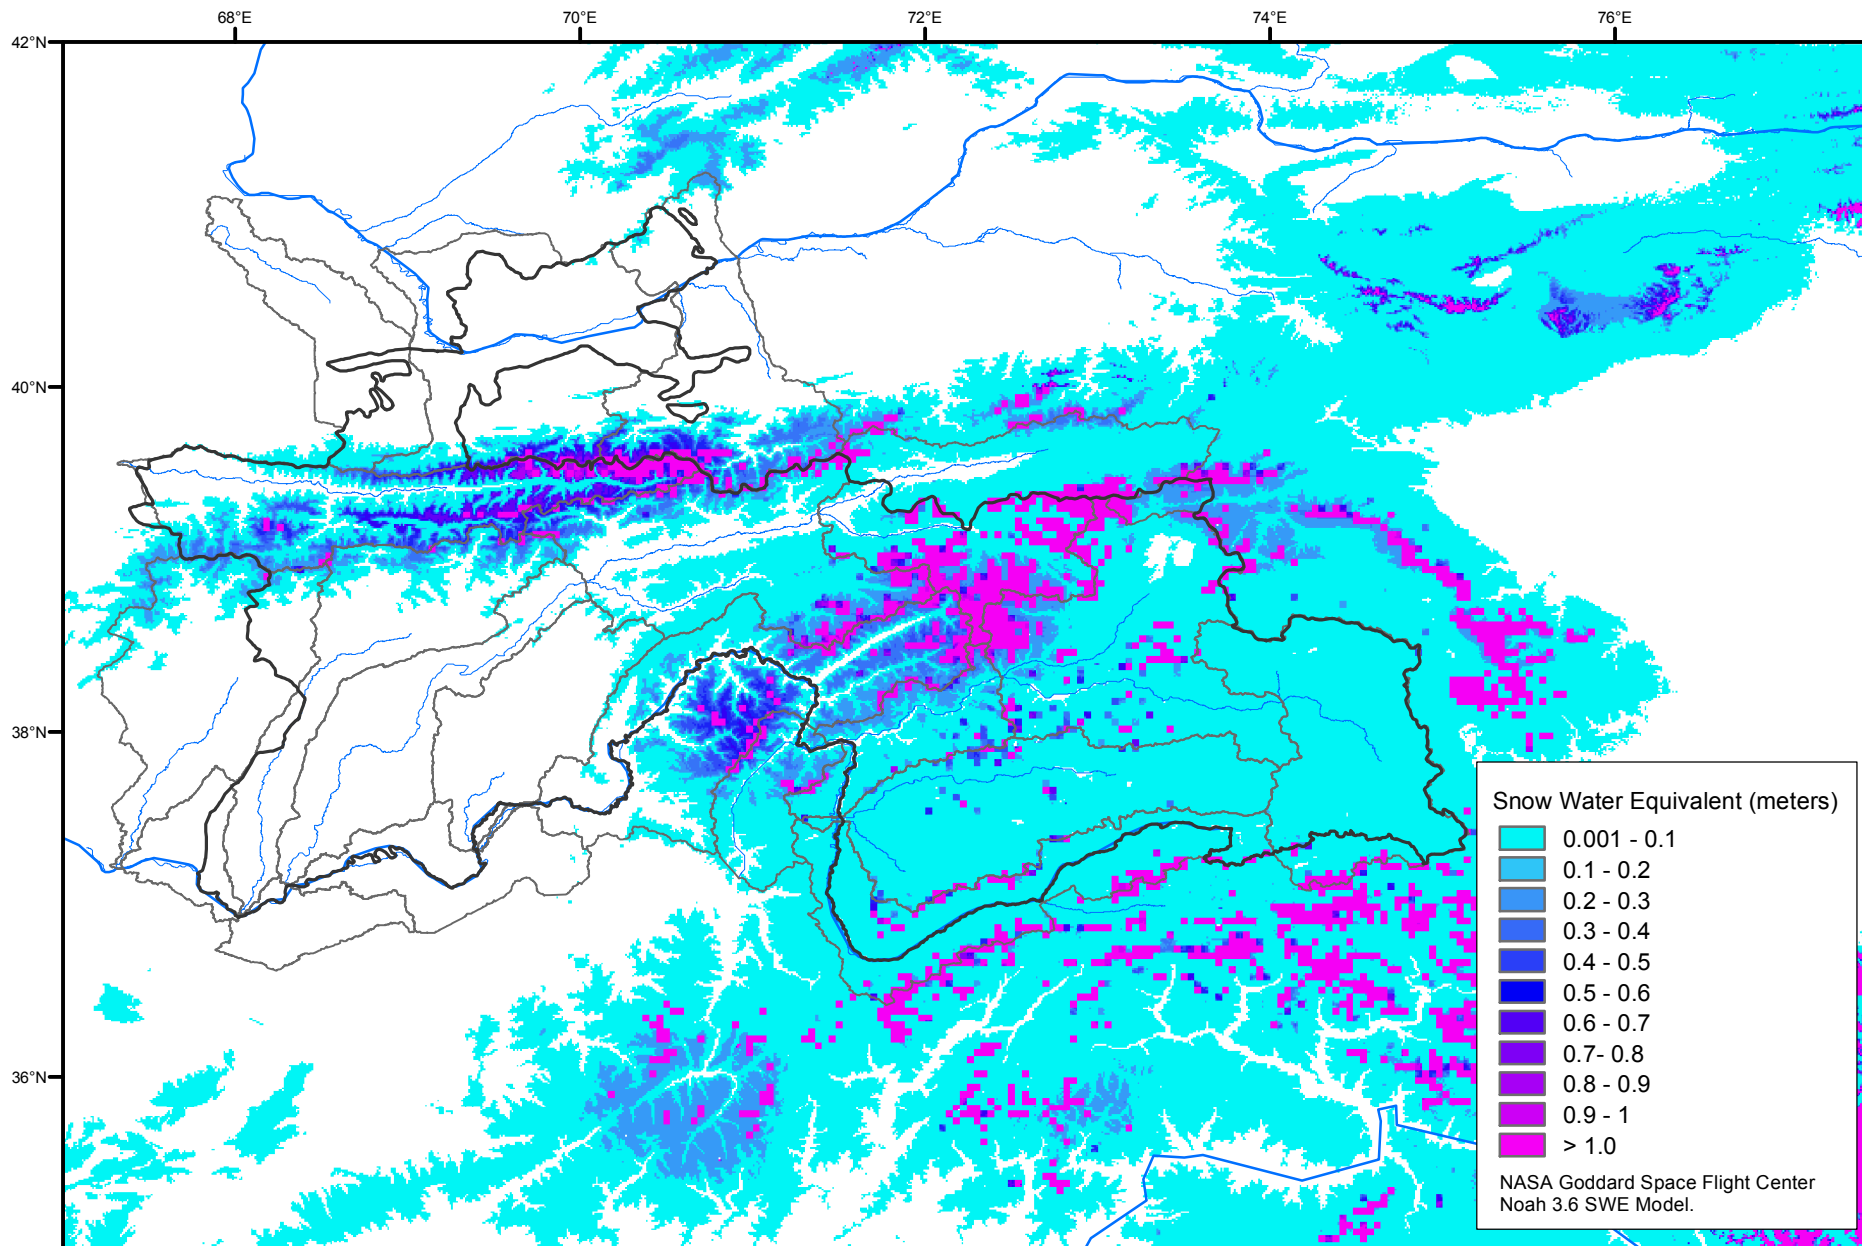 68°E
70°E
72°E
74°E
76°E
42°N
40°N
38°N
36°N
Snow Water Equivalent (meters)
0.001 - 0.1
0.1 - 0.2
0.2 - 0.3
0.3 - 0.4
0.4 - 0.5
0.5 - 0.6
0.6 - 0.7
0.7- 0.8
0.8 - 0.9
0.9 - 1
> 1.0
NASA Goddard Space Flight Center
Noah 3.6 SWE Model.